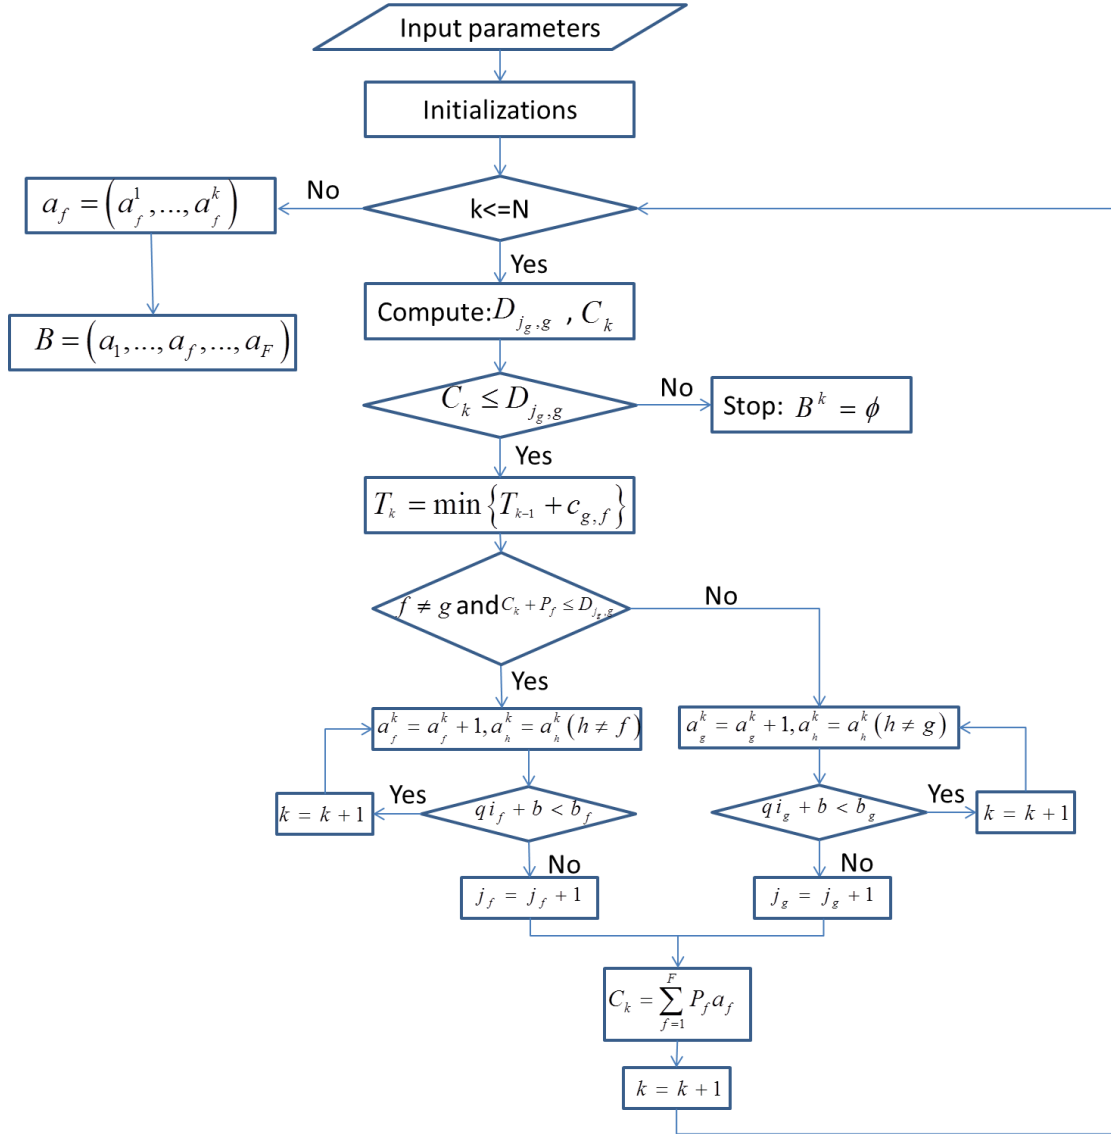 Input parameters
Initializations
No
a_f = (a_f^1,...,a_f^k)
k<=N
Yes
B = (a_1,...,a_f,...,a_F)
Compute: D_{j_g,g} , C_k
C_k ≤ D_{j_g,g}
No
Stop: B^k = ϕ
Yes
T_k = min{T_{k-1} + c_{g,f}}
f ≠ g and C_k + P_f ≤ D_{j_g,g}
No
Yes
a_f^k = a_f^k + 1, a_h^k = a_h^k (h ≠ f)
a_g^k = a_g^k + 1, a_h^k = a_h^k (h ≠ g)
k = k + 1
Yes
qi_f + b < b_f
qi_g + b < b_g
Yes
k = k + 1
No
No
j_f = j_f + 1
j_g = j_g + 1
C_k = ∑_{f=1}^{F} P_f a_f
k = k + 1